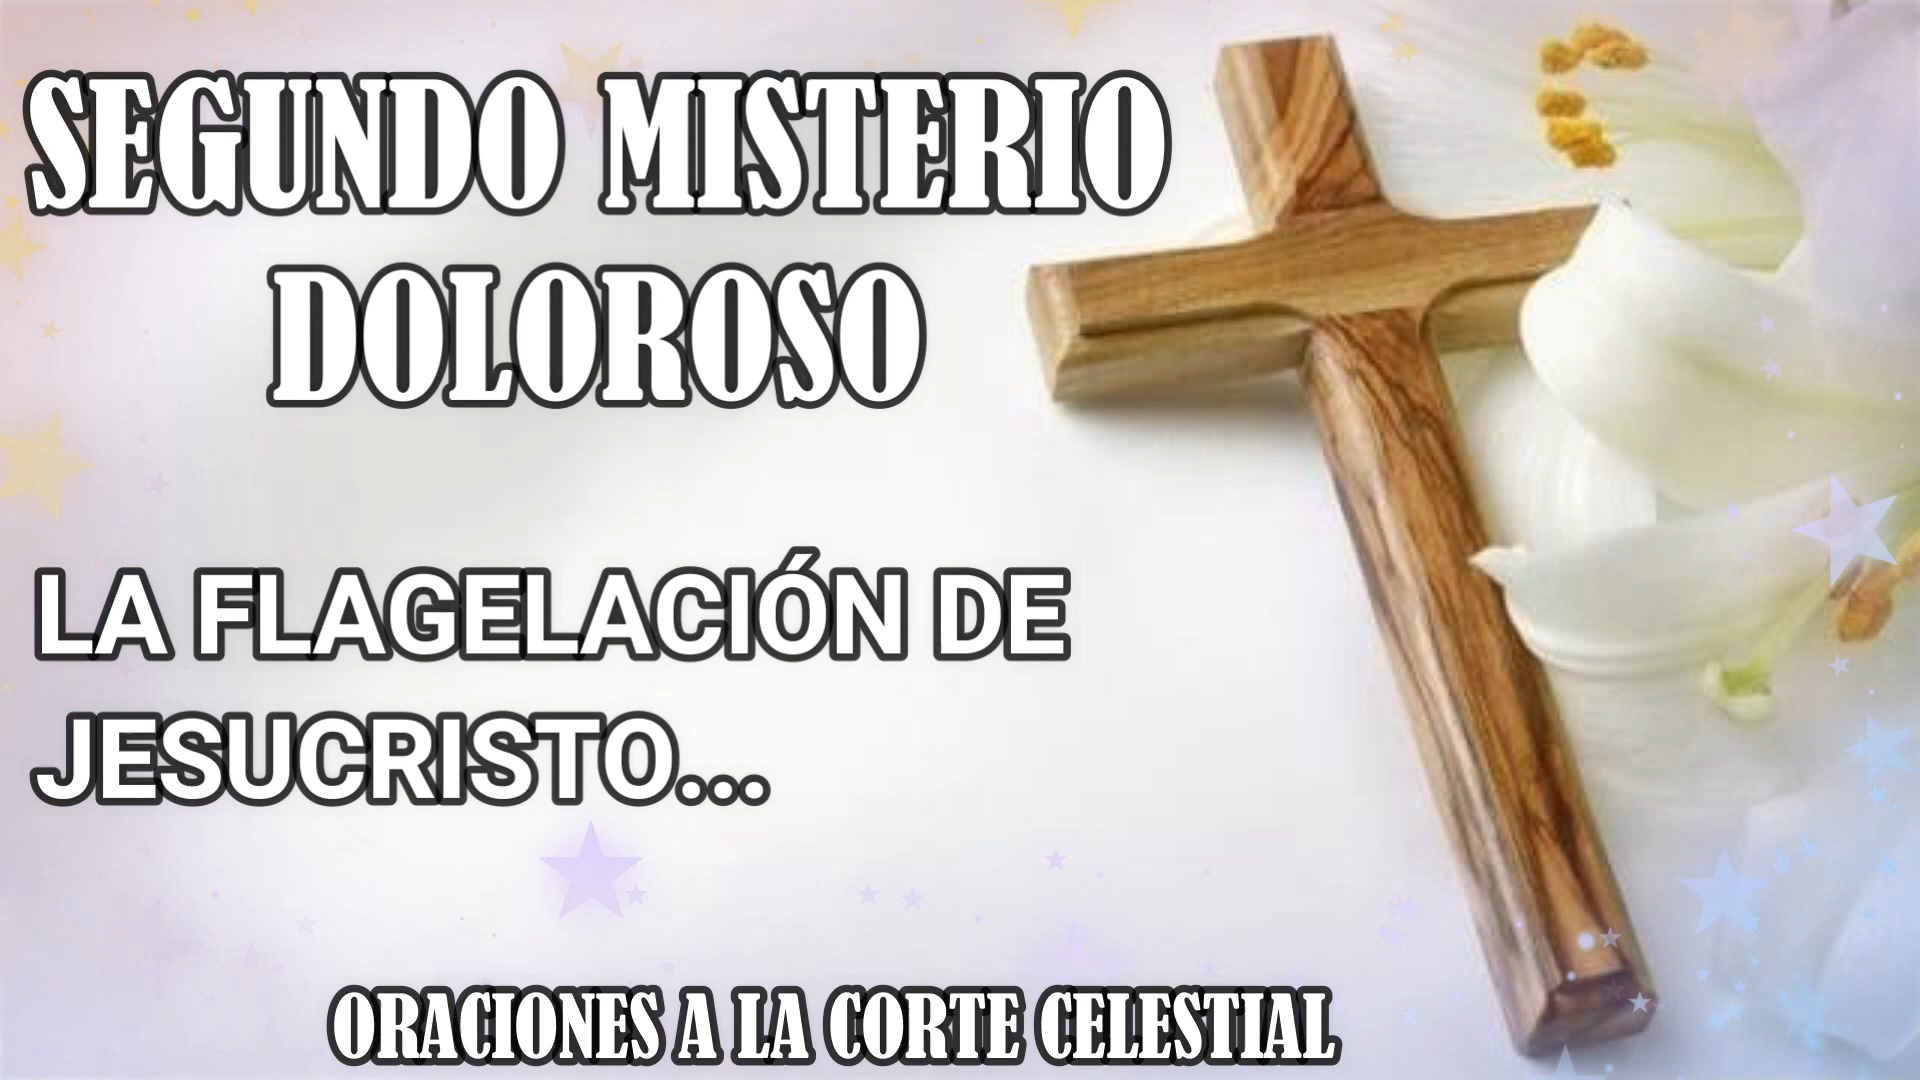 SEGUNDO MISTERIO
DOLOROSO
LA FLAGELACIÓN DE
JESUCRISTO...
ORACIONES A LA CORTE CELESTIAL